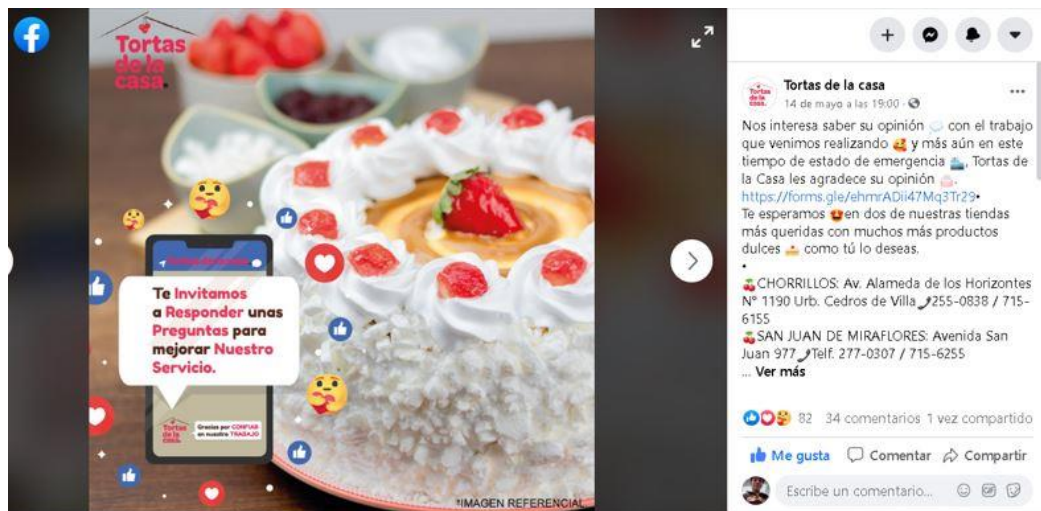 Tortas
de la
casa.
Te Invitamos
a Responder unas
Preguntas para
mejorar Nuestro
Servicio.
Tortas
de la
casa.
Gracias por CONFIAR
en nuestro TRABAJO
*IMAGEN REFERENCIAL
Tortas de la casa
14 de mayo a las 19:00 ·
Nos interesa saber su opinión 💭 con el trabajo
que venimos realizando 🥰 y más aún en este
tiempo de estado de emergencia, Tortas de
la Casa les agradece su opinión.
https://forms.gle/ehmrADii47Mq3Tr29•
Te esperamos 🤩en dos de nuestras tiendas
más queridas con muchos más productos
dulces 🍰 como tú lo deseas.
•
🍒CHORRILLOS: Av. Alameda de los Horizontes
N° 1190 Urb. Cedros de Villa 255-0838 / 715-
6155
🍒SAN JUAN DE MIRAFLORES: Avenida San
Juan 977 Telf. 277-0307 / 715-6255
... Ver más
82 34 comentarios 1 vez compartido
Me gusta Comentar Compartir
Escribe un comentario...
GIF